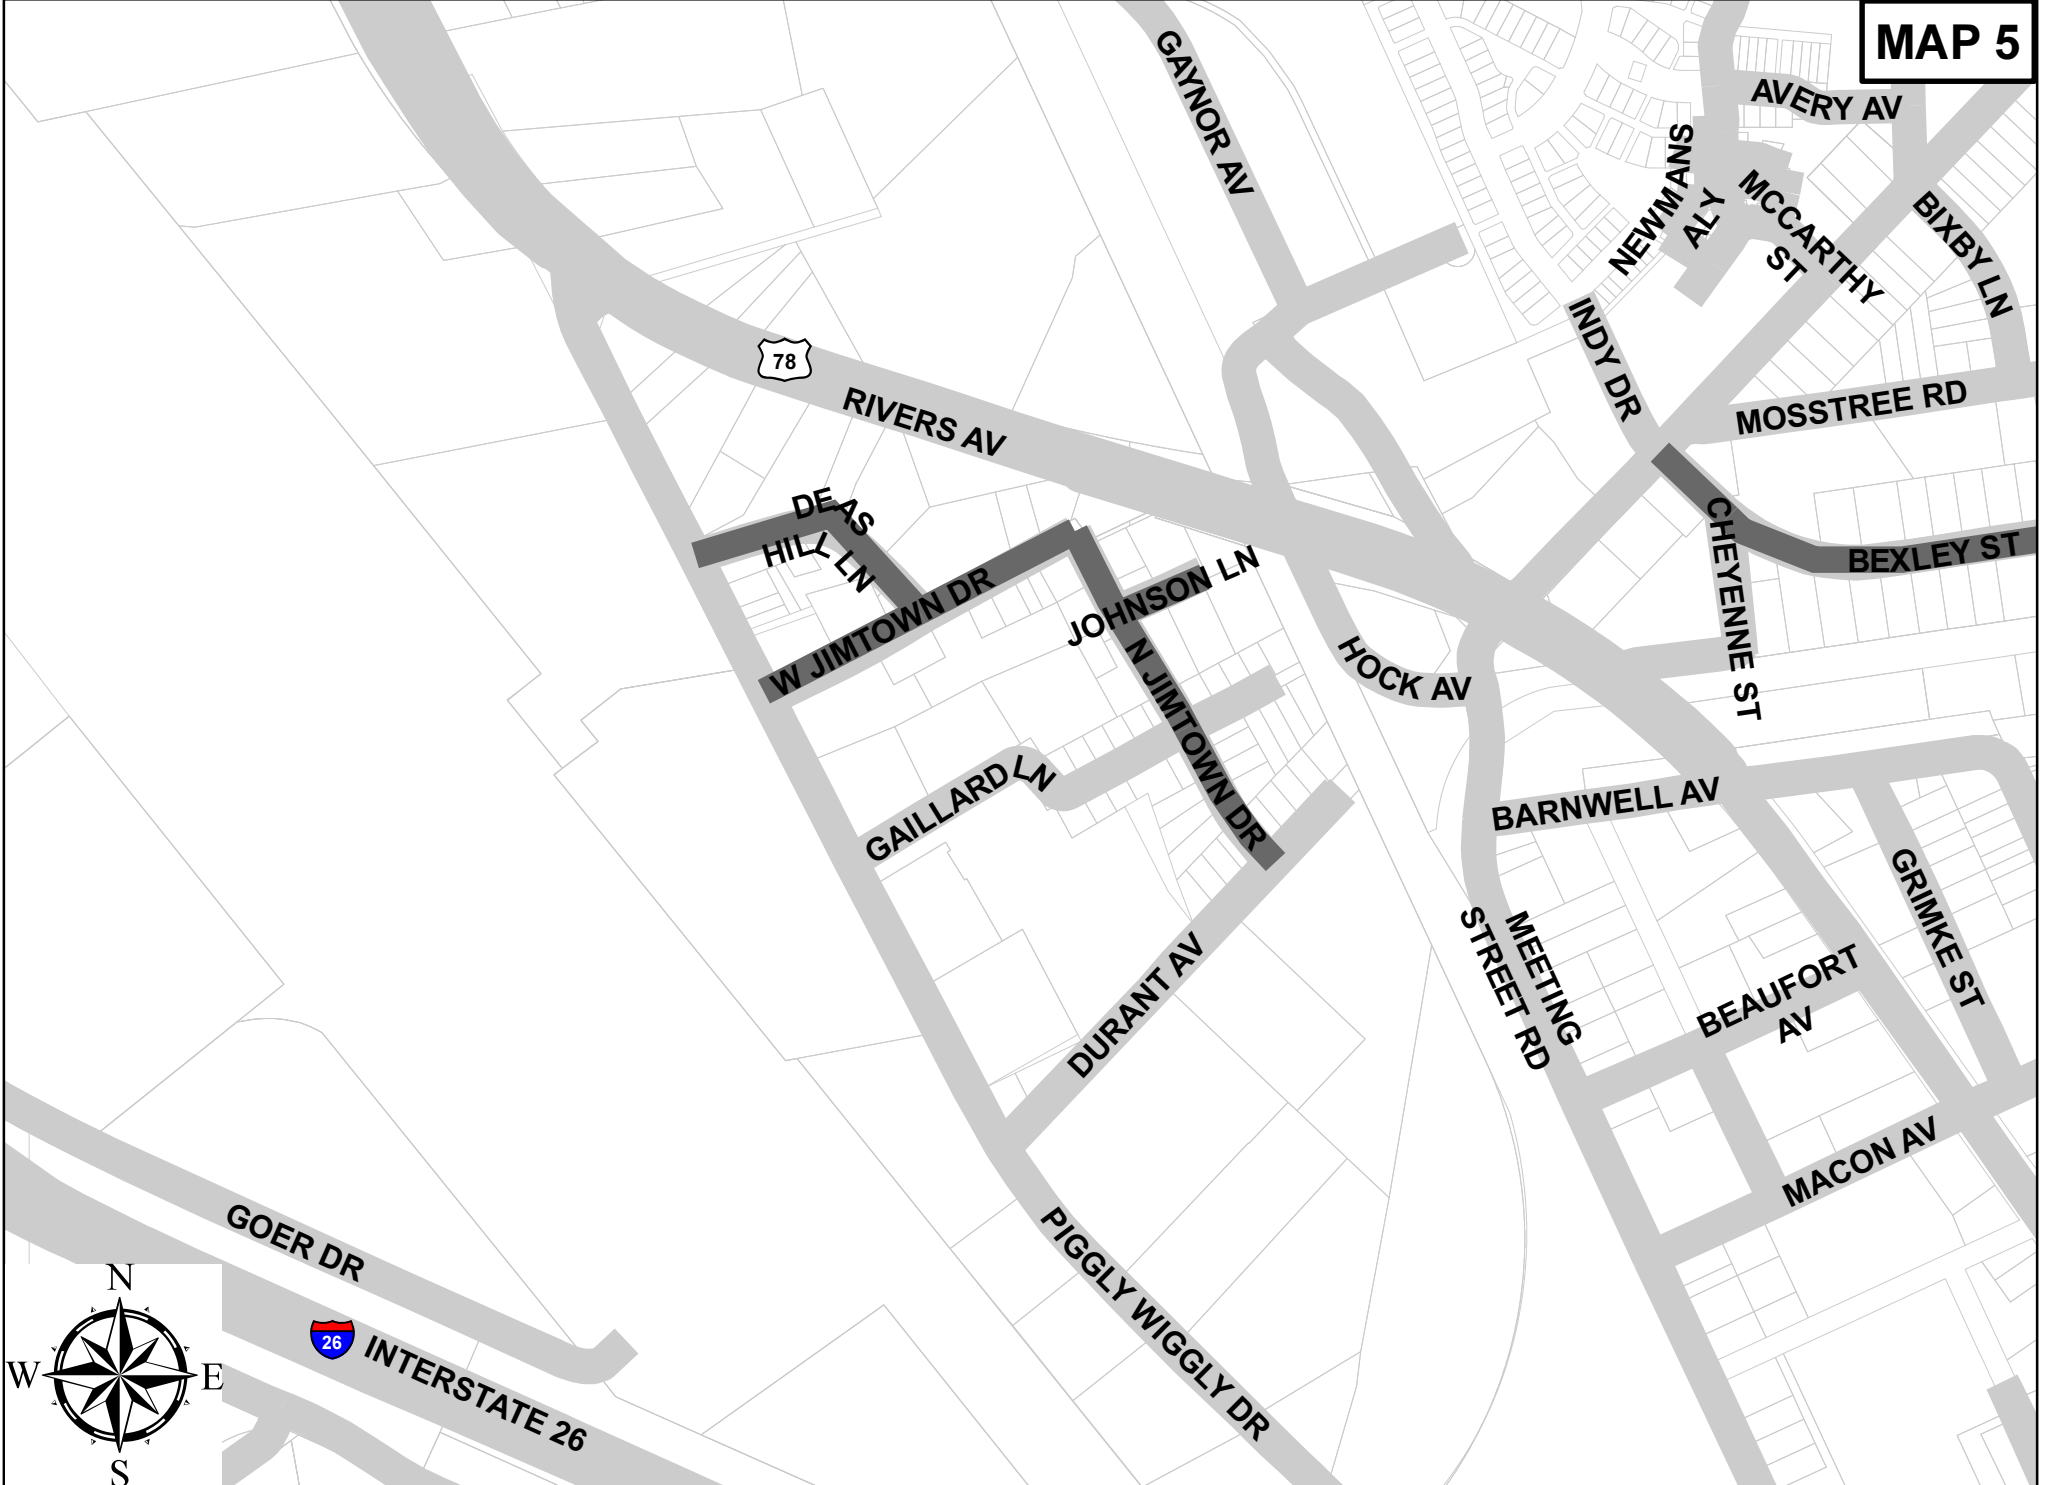 MAP 5
GAYNOR AV
AVERY AV
NEWMANS
ALY
MCCARTHY
ST
BIXBY LN
INDY DR
MOSSTREE RD
78
RIVERS AV
DEAS
HILL LN
W JIMTOWN DR
JOHNSON LN
N JIMTOWN DR
CHEYENNE ST
BEXLEY ST
HOCK AV
GAILLARD LN
BARNWELL AV
GRIMKE ST
MEETING
STREET RD
BEAUFORT
AV
DURANT AV
MACON AV
PIGGLY WIGGLY DR
GOER DR
26
INTERSTATE 26
N
W
E
S